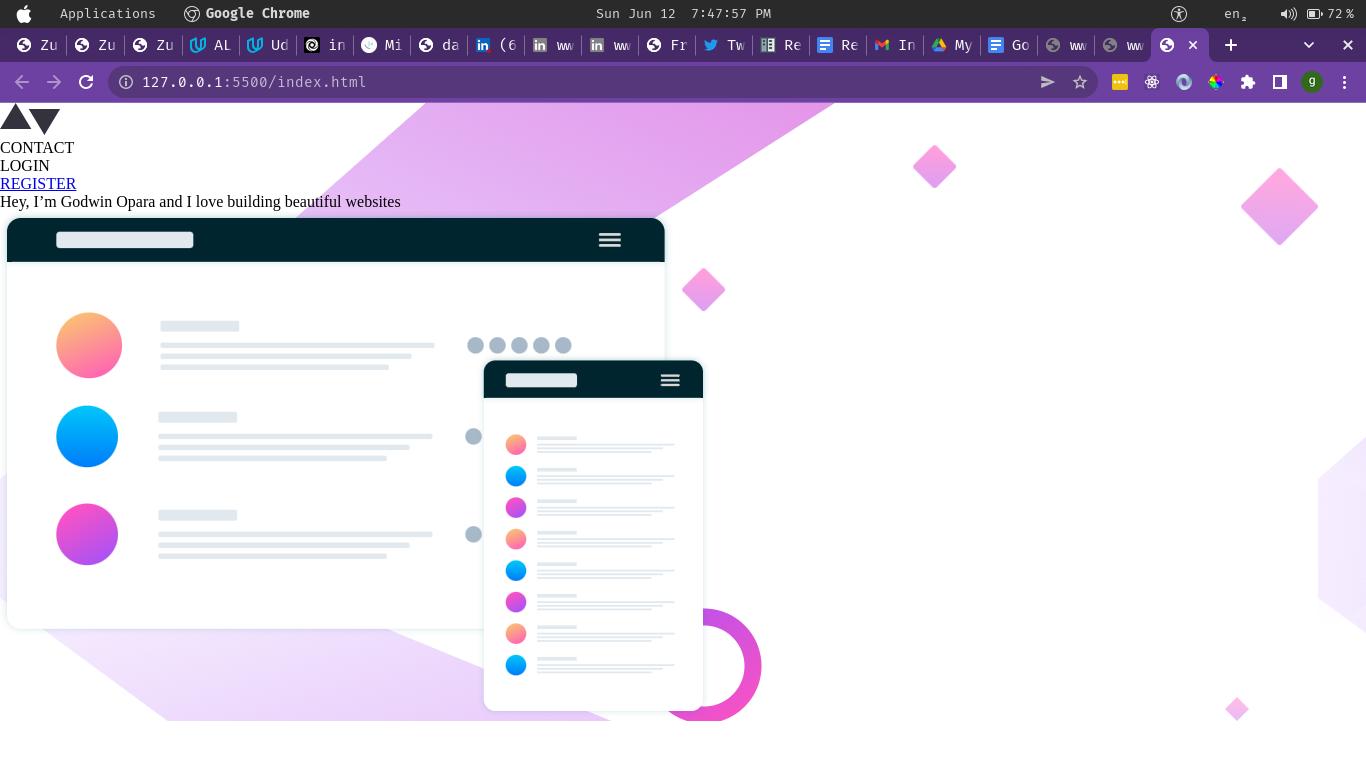 Applications Google Chrome Sun Jun 12 7:47:57 PM en₂ 72 %
Zu Zu Zu AL Ud in Mi da (6 ww ww Fr Tw Re Re In My Go ww ww
127.0.0.1:5500/index.html g
CONTACT
LOGIN
REGISTER
Hey, I’m Godwin Opara and I love building beautiful websites